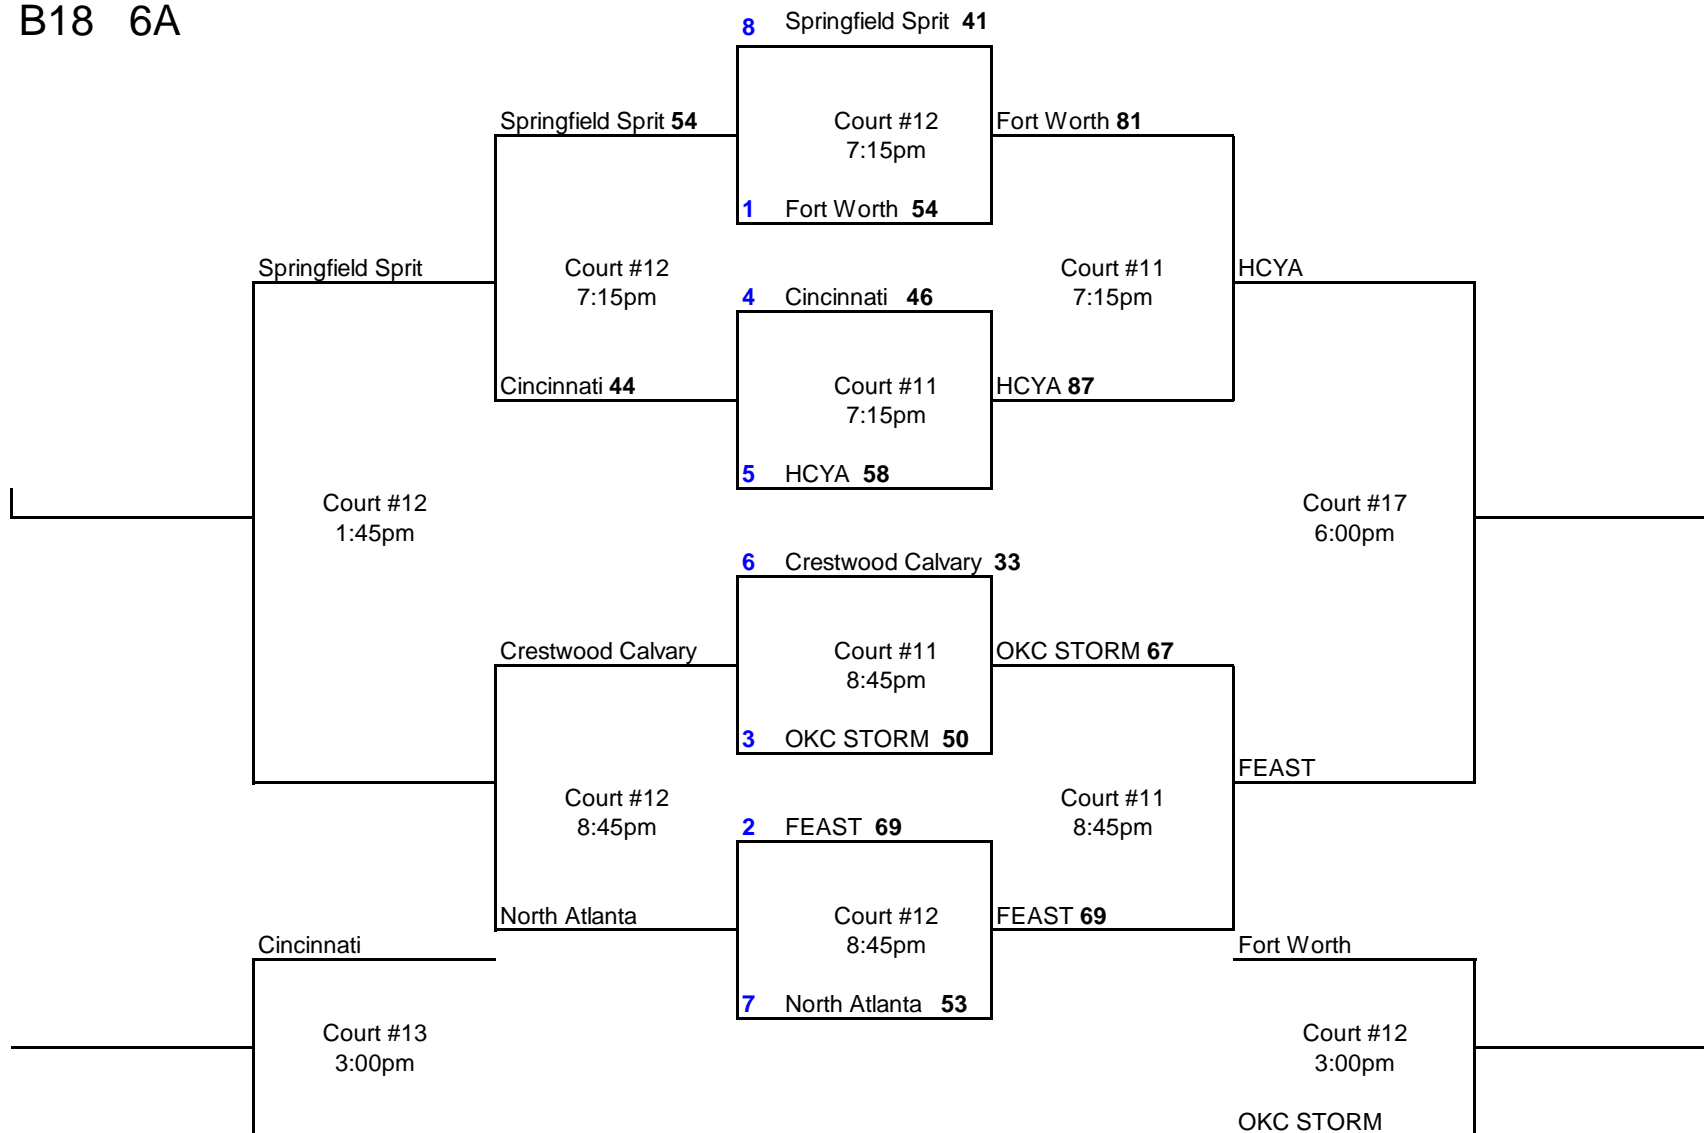 B18 6A
8 Springfield Sprit 41
Springfield Sprit 54
Court #12
7:15pm
Fort Worth 81
1 Fort Worth 54
Springfield Sprit
Court #12
7:15pm
4 Cincinnati 46
Court #11
7:15pm
HCYA
Cincinnati 44
Court #11
7:15pm
HCYA 87
5 HCYA 58
Court #12
1:45pm
Court #17
6:00pm
6 Crestwood Calvary 33
Crestwood Calvary
Court #11
8:45pm
OKC STORM 67
3 OKC STORM 50
FEAST
Court #12
8:45pm
2 FEAST 69
Court #11
8:45pm
North Atlanta
Court #12
8:45pm
FEAST 69
Cincinnati
Fort Worth
7 North Atlanta 53
Court #13
3:00pm
Court #12
3:00pm
OKC STORM